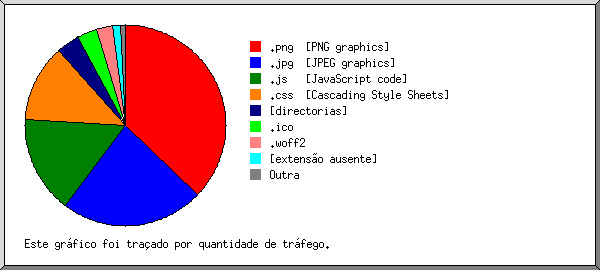 .png [PNG graphics]
.jpg [JPEG graphics]
.js [JavaScript code]
.css [Cascading Style Sheets]
[directorias]
.ico
.woff2
[extensão ausente]
Outra
Este gráfico foi traçado por quantidade de tráfego.